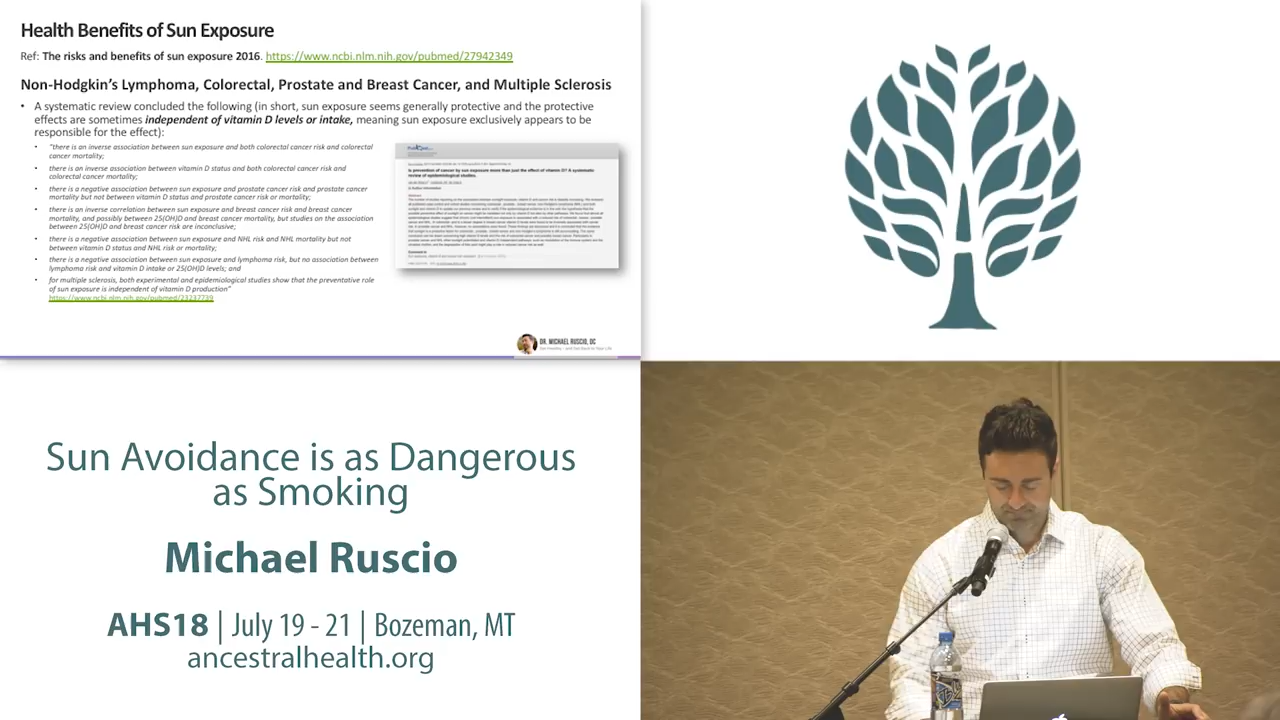 Health Benefits of Sun Exposure
Ref: The risks and benefits of sun exposure 2016. https://www.ncbi.nlm.nih.gov/pubmed/27942349
Non-Hodgkin's Lymphoma, Colorectal, Prostate and Breast Cancer, and Multiple Sclerosis
• A systematic review concluded the following (in short, sun exposure seems generally protective and the protective
effects are sometimes independent of vitamin D levels or intake, meaning sun exposure exclusively appears to be
responsible for the effect):
• "there is an inverse association between sun exposure and both colorectal cancer risk and colorectal
cancer mortality;
• there is an inverse association between vitamin D status and both colorectal cancer risk and
colorectal cancer mortality;
• there is a negative association between sun exposure and prostate cancer risk and prostate cancer
mortality but not between vitamin D status and prostate cancer risk or mortality;
• there is an inverse correlation between sun exposure and breast cancer risk and breast cancer
mortality, and possibly between 25(OH)D and breast cancer mortality, but studies on the association
between 25(OH)D and breast cancer risk are inconclusive;
• there is a negative association between sun exposure and NHL risk and NHL mortality but not
between vitamin D status and NHL risk or mortality;
• there is a negative association between sun exposure and lymphoma risk, but no association between
lymphoma risk and vitamin D intake or 25(OH)D levels; and
• for multiple sclerosis, both experimental and epidemiological studies show that the preventative role
of sun exposure is independent of vitamin D production"
https://www.ncbi.nlm.nih.gov/pubmed/23237739
Is prevention of cancer by sun exposure more than just the effect of vitamin D? A systematic
review of epidemiological studies.
DR. MICHAEL RUSCIO, DC
Sun Avoidance is as Dangerous
as Smoking
Michael Ruscio
AHS18 | July 19 - 21 | Bozeman, MT
ancestralhealth.org